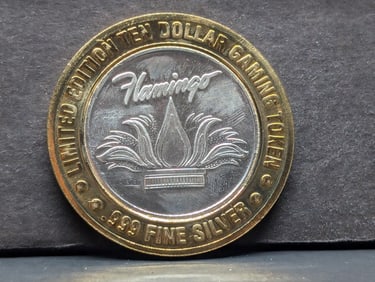 LIMITED EDITION TEN DOLLAR GAMING TOKEN
Flamingo
.999 FINE SILVER